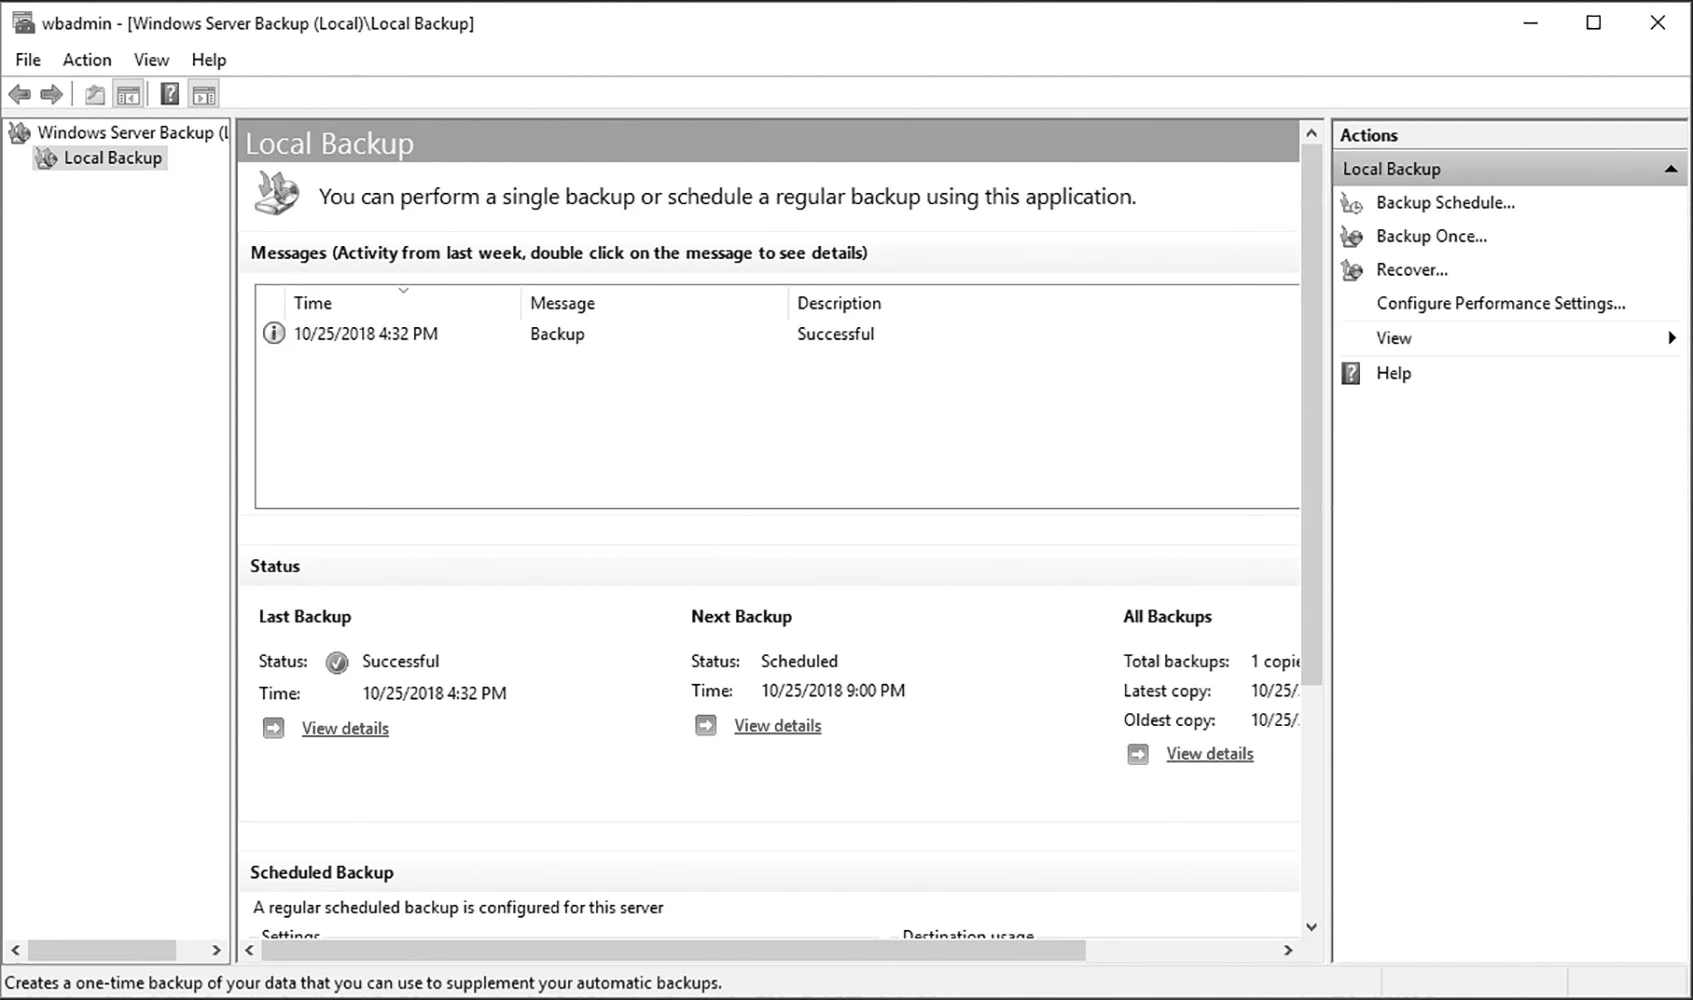 wbadmin - [Windows Server Backup (Local)\Local Backup]
File Action View Help
Windows Server Backup (L
Local Backup
Local Backup
You can perform a single backup or schedule a regular backup using this application.
Messages (Activity from last week, double click on the message to see details)
Time Message Description
10/25/2018 4:32 PM Backup Successful
Status
Last Backup Next Backup All Backups
Status: Successful Status: Scheduled Total backups: 1 copie
Time: 10/25/2018 4:32 PM Time: 10/25/2018 9:00 PM Latest copy: 10/25/
Oldest copy: 10/25/
View details View details View details
Scheduled Backup
A regular scheduled backup is configured for this server
Settings Destination usage
Actions
Local Backup
Backup Schedule...
Backup Once...
Recover...
Configure Performance Settings...
View
Help
Creates a one-time backup of your data that you can use to supplement your automatic backups.